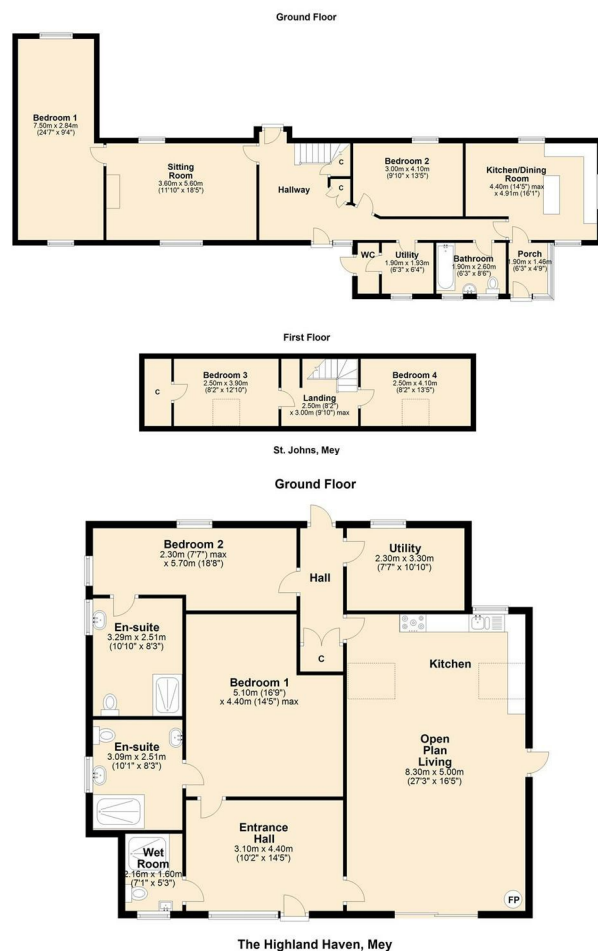 Ground Floor
Bedroom 1
7.50m x 2.84m
(24'7" x 9'4")
Sitting
Room
3.60m x 5.60m
(11'10" x 18'5")
Hallway
C
C
Bedroom 2
3.00m x 4.10m
(9'10" x 13'5")
Kitchen/Dining
Room
4.40m (14'5") max
x 4.91m (16'1")
WC
Utility
1.90m x 1.93m
(6'3" x 6'4")
Bathroom
1.90m x 2.60m
(6'3" x 8'6")
Porch
1.90m x 1.46m
(6'3" x 4'9")
First Floor
C
Bedroom 3
2.50m x 3.90m
(8'2" x 12'10")
Landing
2.50m (8'2")
x 3.00m (9'10") max
Bedroom 4
2.50m x 4.10m
(8'2" x 13'5")
St. Johns, Mey
Ground Floor
Bedroom 2
2.30m (7'7") max
x 5.70m (18'8")
Hall
Utility
2.30m x 3.30m
(7'7" x 10'10")
En-suite
3.29m x 2.51m
(10'10" x 8'3")
C
Bedroom 1
5.10m (16'9")
x 4.40m (14'5") max
Kitchen
Open
Plan
Living
8.30m x 5.00m
(27'3" x 16'5")
En-suite
3.09m x 2.51m
(10'1" x 8'3")
Entrance
Hall
3.10m x 4.40m
(10'2" x 14'5")
Wet
Room
2.16m x 1.60m
(7'1" x 5'3")
FP
The Highland Haven, Mey